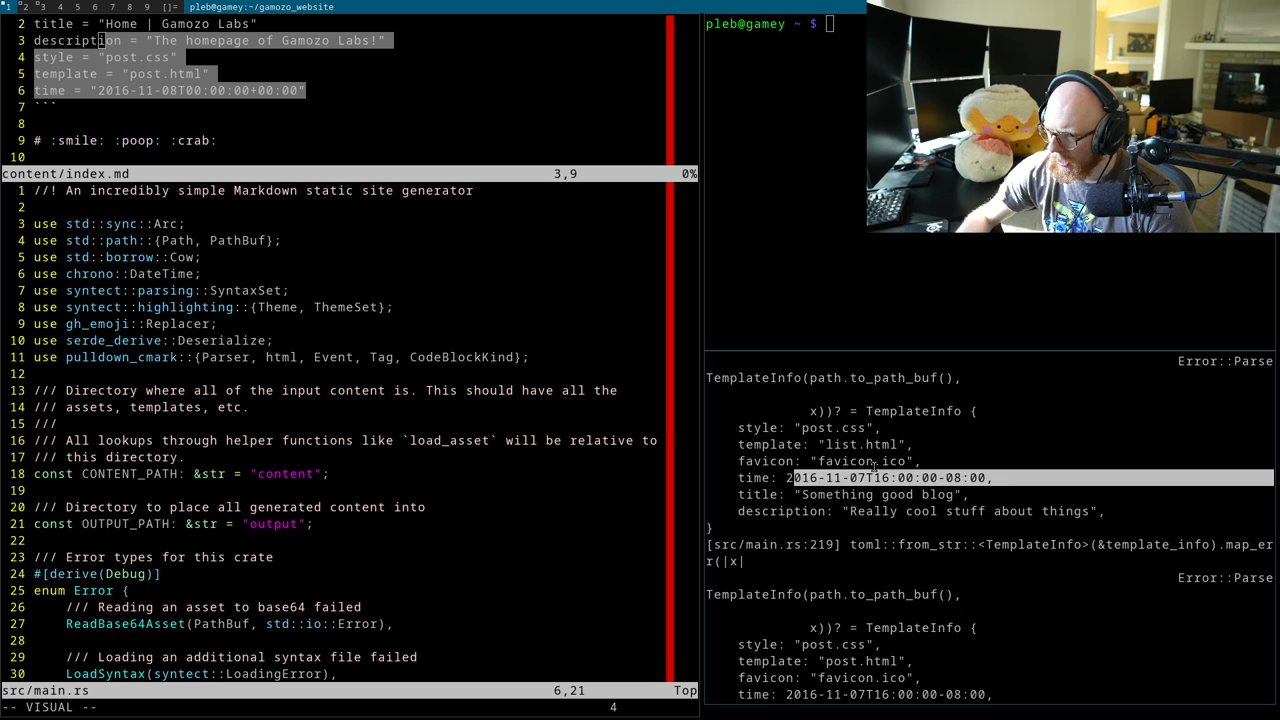 1 2 3 4 5 6 7 8 9 []= pleb@gamey:~/gamozo_website
2 title = "Home | Gamozo Labs"
3 description = "The homepage of Gamozo Labs!"
4 style = "post.css"
5 template = "post.html"
6 time = "2016-11-08T00:00:00+00:00"
7 ```
8
9 # :smile: :poop: :crab:
10
content/index.md 3,9 0%
1 //! An incredibly simple Markdown static site generator
2
3 use std::sync::Arc;
4 use std::path::{Path, PathBuf};
5 use std::borrow::Cow;
6 use chrono::DateTime;
7 use syntect::parsing::SyntaxSet;
8 use syntect::highlighting::{Theme, ThemeSet};
9 use gh_emoji::Replacer;
10 use serde_derive::Deserialize;
11 use pulldown_cmark::{Parser, html, Event, Tag, CodeBlockKind};
12
13 /// Directory where all of the input content is. This should have all the
14 /// assets, templates, etc.
15 ///
16 /// All lookups through helper functions like `load_asset` will be relative to
17 /// this directory.
18 const CONTENT_PATH: &str = "content";
19
20 /// Directory to place all generated content into
21 const OUTPUT_PATH: &str = "output";
22
23 /// Error types for this crate
24 #[derive(Debug)]
25 enum Error {
26 /// Reading an asset to base64 failed
27 ReadBase64Asset(PathBuf, std::io::Error),
28
29 /// Loading an additional syntax file failed
30 LoadSyntax(syntect::LoadingError),
src/main.rs 6,21 Top
-- VISUAL -- 4
pleb@gamey ~ $
Error::Parse
TemplateInfo(path.to_path_buf(),
x))? = TemplateInfo {
style: "post.css",
template: "list.html",
favicon: "favicon.ico",
time: 2016-11-07T16:00:00-08:00,
title: "Something good blog",
description: "Really cool stuff about things",
}
[src/main.rs:219] toml::from_str::<TemplateInfo>(&template_info).map_er
r(|x|
Error::Parse
TemplateInfo(path.to_path_buf(),
x))? = TemplateInfo {
style: "post.css",
template: "post.html",
favicon: "favicon.ico",
time: 2016-11-07T16:00:00-08:00,